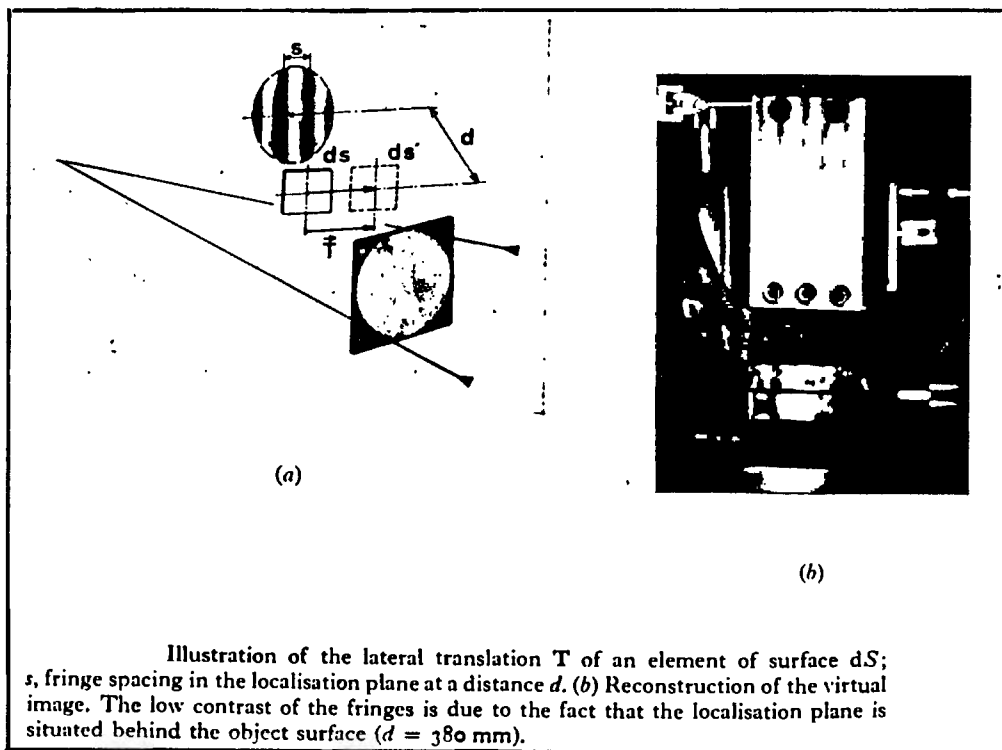 s
d
ds ds'
T
(a)
(b)
Illustration of the lateral translation T of an element of surface dS;
s, fringe spacing in the localisation plane at a distance d. (b) Reconstruction of the virtual
image. The low contrast of the fringes is due to the fact that the localisation plane is
situated behind the object surface (d = 380 mm).